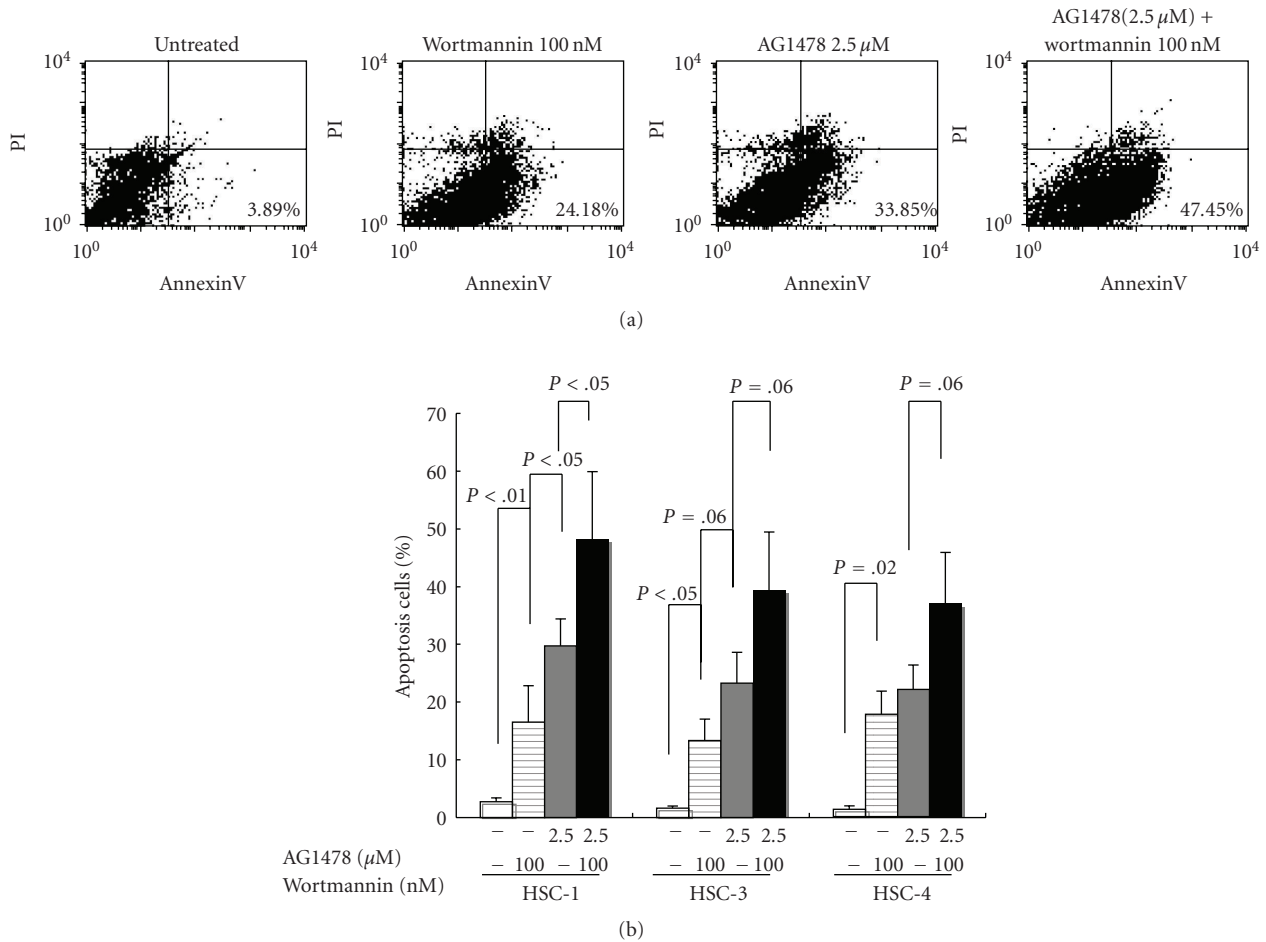 Untreated
Wortmannin 100 nM
AG1478 2.5 μM
AG1478(2.5 μM) +
wortmannin 100 nM
10⁴
PI
10⁰
3.89%
10⁰ 10⁴
AnnexinV
10⁴
PI
10⁰
24.18%
10⁰ 10⁴
AnnexinV
10⁴
PI
10⁰
33.85%
10⁰ 10⁴
AnnexinV
10⁴
PI
10⁰
47.45%
10⁰ 10⁴
AnnexinV
(a)
Apoptosis cells (%)
70
60
50
40
30
20
10
0
P < .01
P < .05
P < .05
P < .05
P = .06
P = .06
P = .02
P = .06
– – 2.5 2.5 – – 2.5 2.5 – – 2.5 2.5
AG1478 (μM)
– 100 – 100 – 100 – 100 – 100 – 100
Wortmannin (nM)
HSC-1 HSC-3 HSC-4
(b)